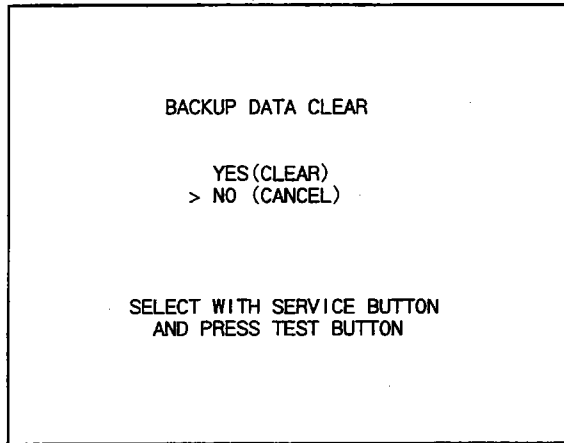 BACKUP DATA CLEAR
YES(CLEAR)
> NO (CANCEL)
SELECT WITH SERVICE BUTTON
AND PRESS TEST BUTTON